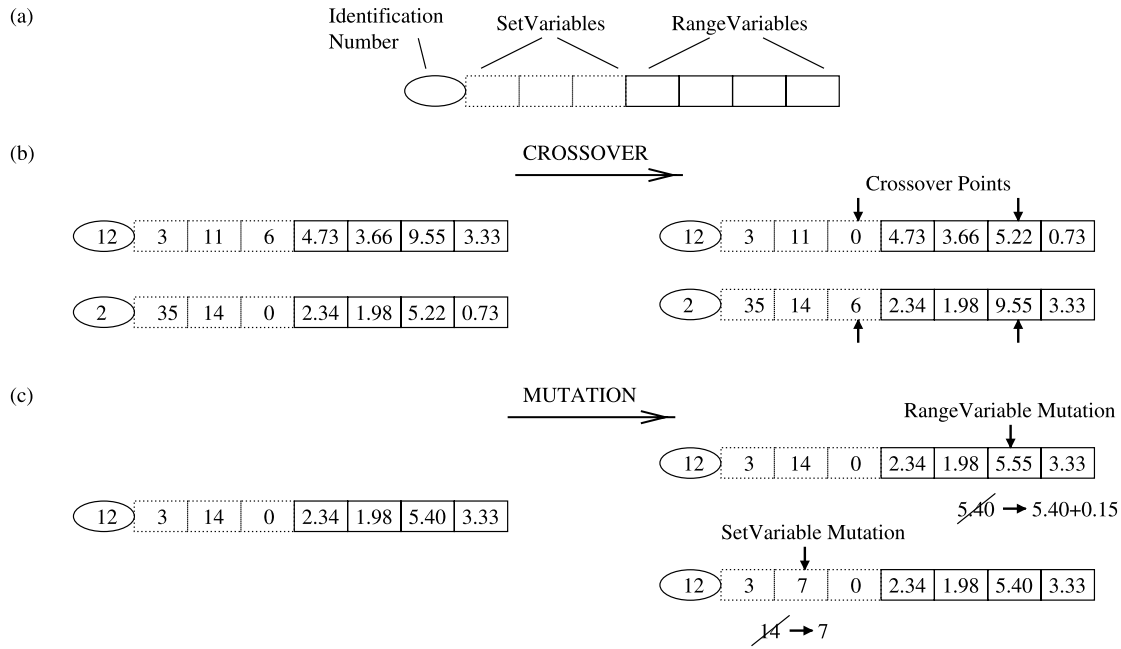 (a)
Identification
Number
SetVariables
RangeVariables
(b)
CROSSOVER
Crossover Points
12 3 11 6 4.73 3.66 9.55 3.33
12 3 11 0 4.73 3.66 5.22 0.73
2 35 14 0 2.34 1.98 5.22 0.73
2 35 14 6 2.34 1.98 9.55 3.33
(c)
MUTATION
RangeVariable Mutation
12 3 14 0 2.34 1.98 5.55 3.33
5.40 → 5.40+0.15
12 3 14 0 2.34 1.98 5.40 3.33
SetVariable Mutation
12 3 7 0 2.34 1.98 5.40 3.33
14 → 7